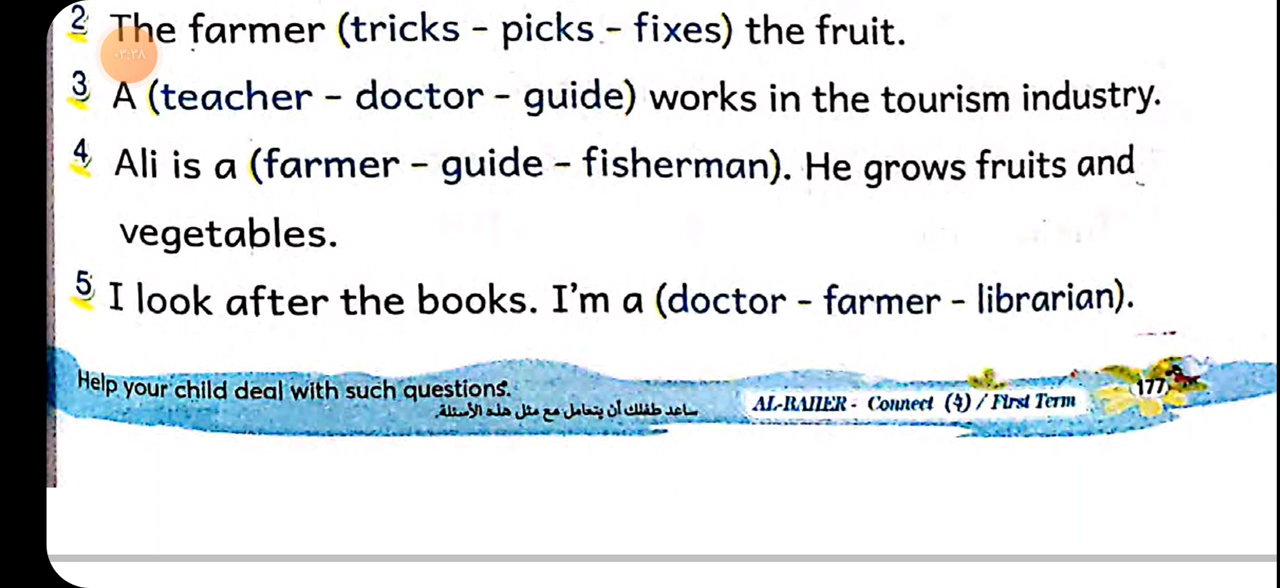 2 The farmer (tricks - picks - fixes) the fruit.
٠٣:٢٨
3 A (teacher - doctor - guide) works in the tourism industry.
4 Ali is a (farmer - guide - fisherman). He grows fruits and
vegetables.
5 I look after the books. I'm a (doctor - farmer - librarian).
Help your child deal with such questions.
ساعد طفلك أن يتعامل مع مثل هذه الأسئلة.
AL-RAIIER - Connect (4) / First Term
177